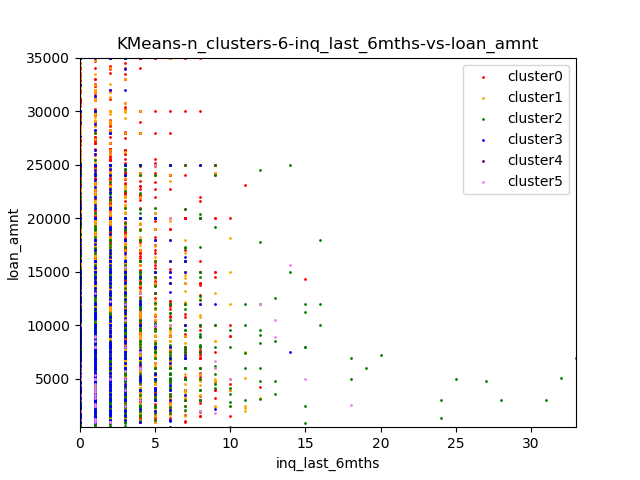 KMeans-n_clusters-6-inq_last_6mths-vs-loan_amnt
35000
30000
25000
20000
15000
10000
5000
loan_amnt
cluster0
cluster1
cluster2
cluster3
cluster4
cluster5
0
5
10
15
20
25
30
inq_last_6mths